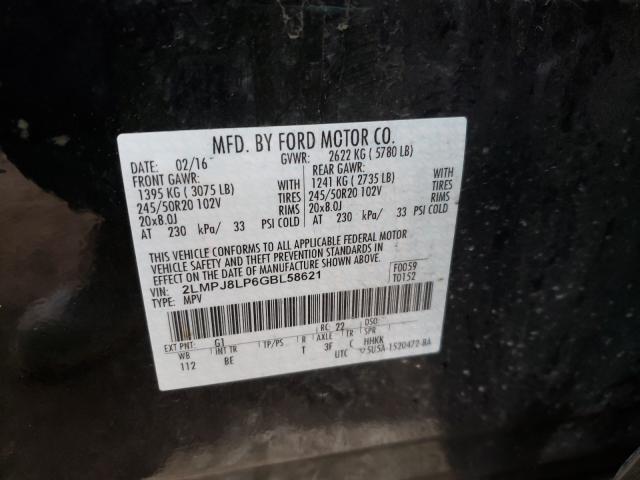 MFD. BY FORD MOTOR CO.
DATE: 02/16 GVWR: 2622 KG ( 5780 LB)
FRONT GAWR: REAR GAWR:
1395 KG ( 3075 LB) 1241 KG ( 2735 LB)
245/50R20 102V TIRES 245/50R20 102V TIRES
20x8.0J RIMS 20x8.0J RIMS
AT 230 kPa/ 33 PSI COLD AT 230 kPa/ 33 PSI COLD
THIS VEHICLE CONFORMS TO ALL APPLICABLE FEDERAL MOTOR
VEHICLE SAFETY AND BUMPER STANDARDS, AND THEFT PREVENTION STANDARDS IN
EFFECT ON THE DATE OF MANUFACTURE SHOWN ABOVE.
VIN: 2LMPJ8LP6GBL58621 F0059
TYPE: MPV T0152
EXT PNT: G1 RC: 22 DSO:
WB INT TR TP/PS R AXLE TR SPR
112 BE T 3F C HHKK
UTC 5U5A-1520472-BA